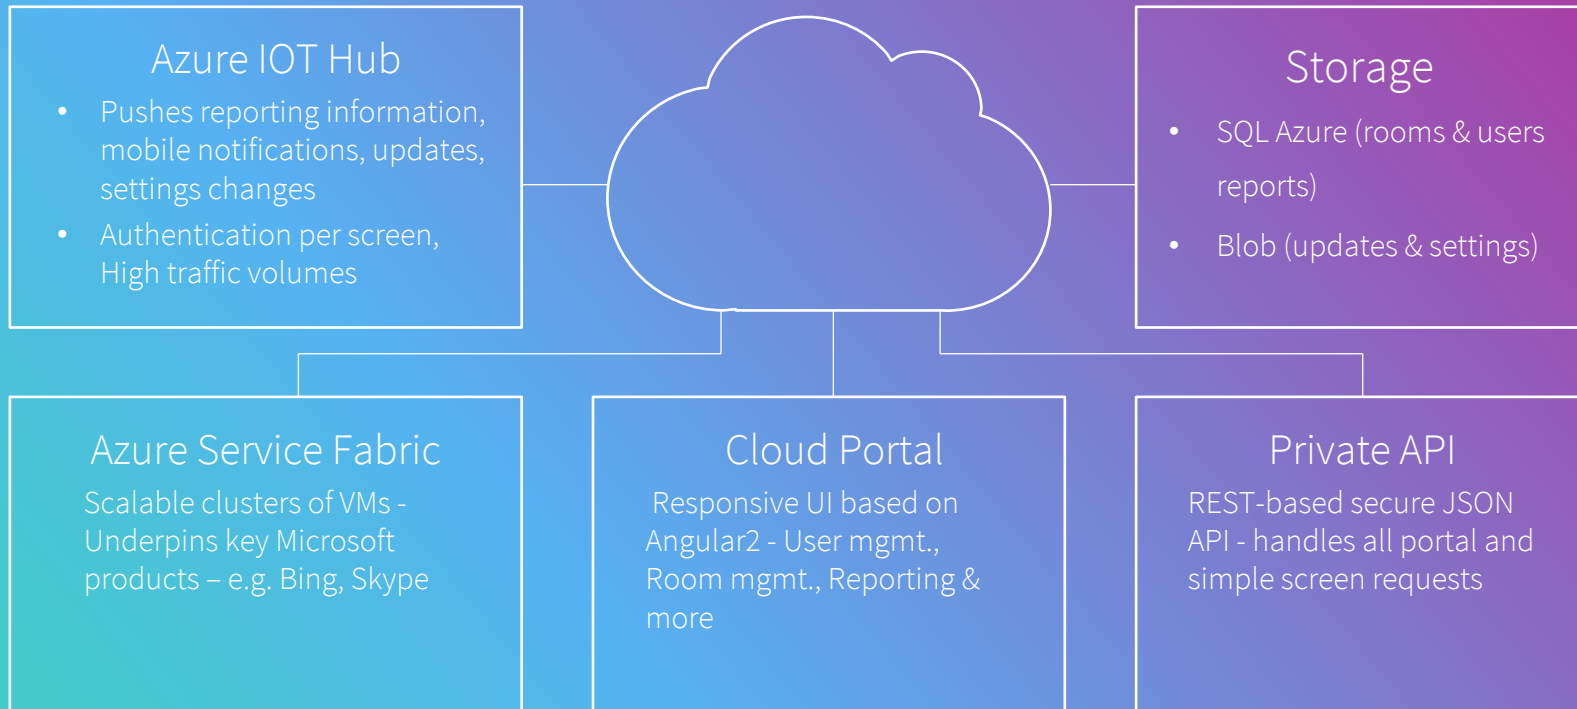 Azure IOT Hub
• Pushes reporting information,
mobile notifications, updates,
settings changes
• Authentication per screen,
High traffic volumes
Storage
• SQL Azure (rooms & users
reports)
• Blob (updates & settings)
Azure Service Fabric
Scalable clusters of VMs -
Underpins key Microsoft
products – e.g. Bing, Skype
Cloud Portal
Responsive UI based on
Angular2 - User mgmt.,
Room mgmt., Reporting &
more
Private API
REST-based secure JSON
API - handles all portal and
simple screen requests